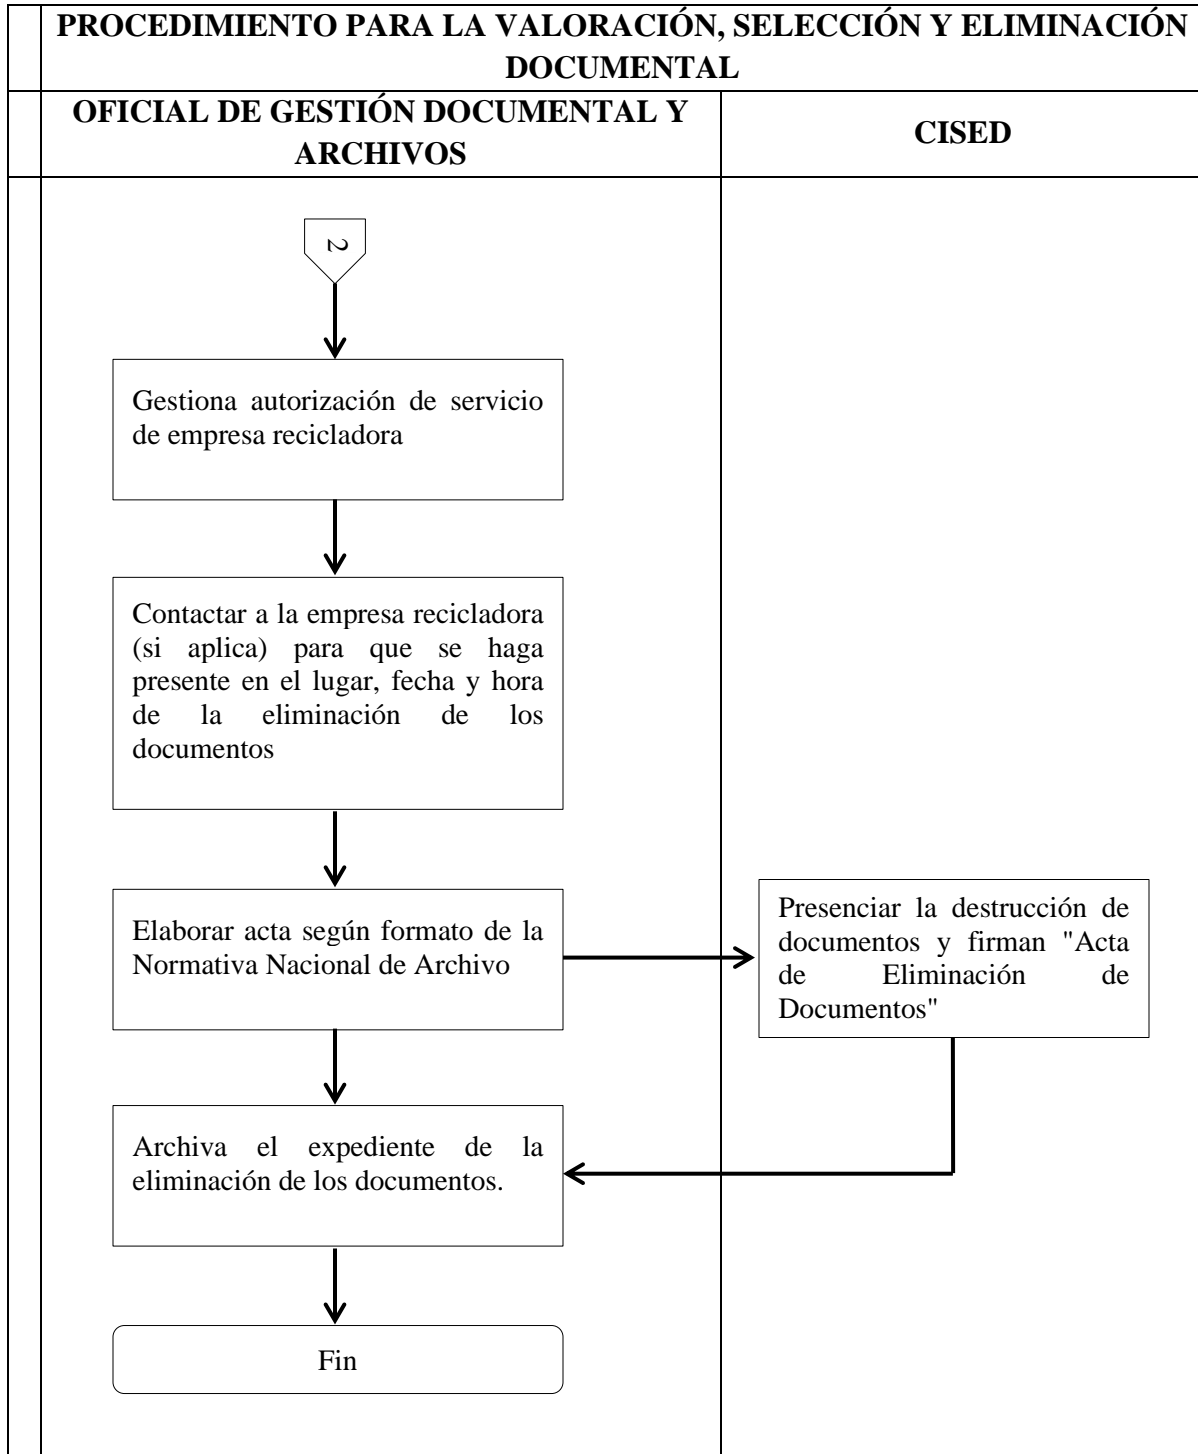 PROCEDIMIENTO PARA LA VALORACIÓN, SELECCIÓN Y ELIMINACIÓN
DOCUMENTAL
OFICIAL DE GESTIÓN DOCUMENTAL Y
ARCHIVOS
CISED
2
Gestiona autorización de servicio
de empresa recicladora
Contactar a la empresa recicladora
(si aplica) para que se haga
presente en el lugar, fecha y hora
de la eliminación de los
documentos
Elaborar acta según formato de la
Normativa Nacional de Archivo
Presenciar la destrucción de
documentos y firman "Acta
de Eliminación de
Documentos"
Archiva el expediente de la
eliminación de los documentos.
Fin